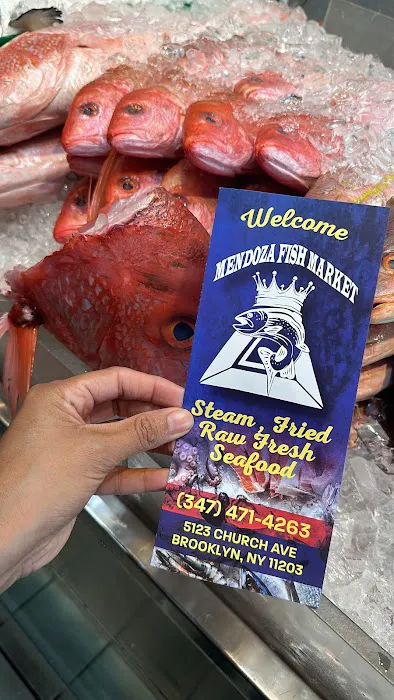 Welcome
MENDOZA FISH MARKET
Steam, Fried
Raw Fresh
Seafood
(347) 471-4263
5123 CHURCH AVE
BROOKLYN, NY 11203